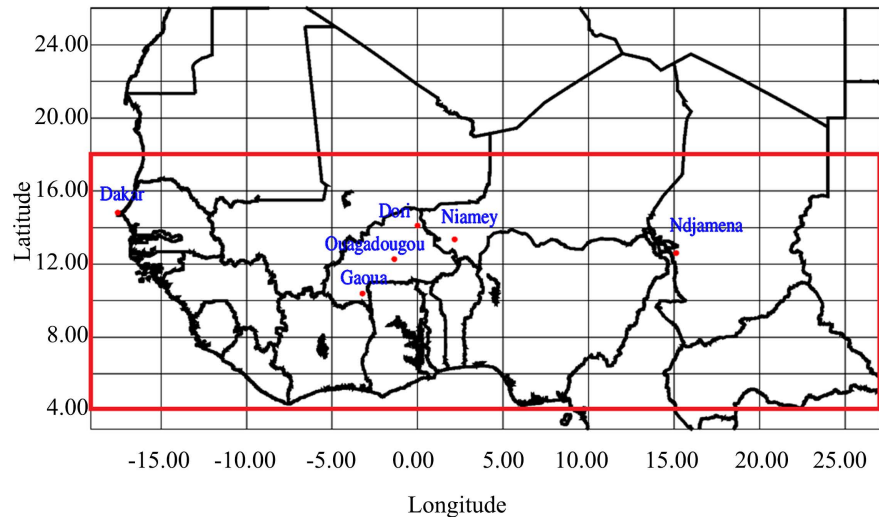 24.00
20.00
16.00
12.00
8.00
4.00
Latitude
Dakar
Dori
Niamey
Ouagadougou
Gaoua
Ndjamena
-15.00 -10.00 -5.00 0.00 5.00 10.00 15.00 20.00 25.00
Longitude